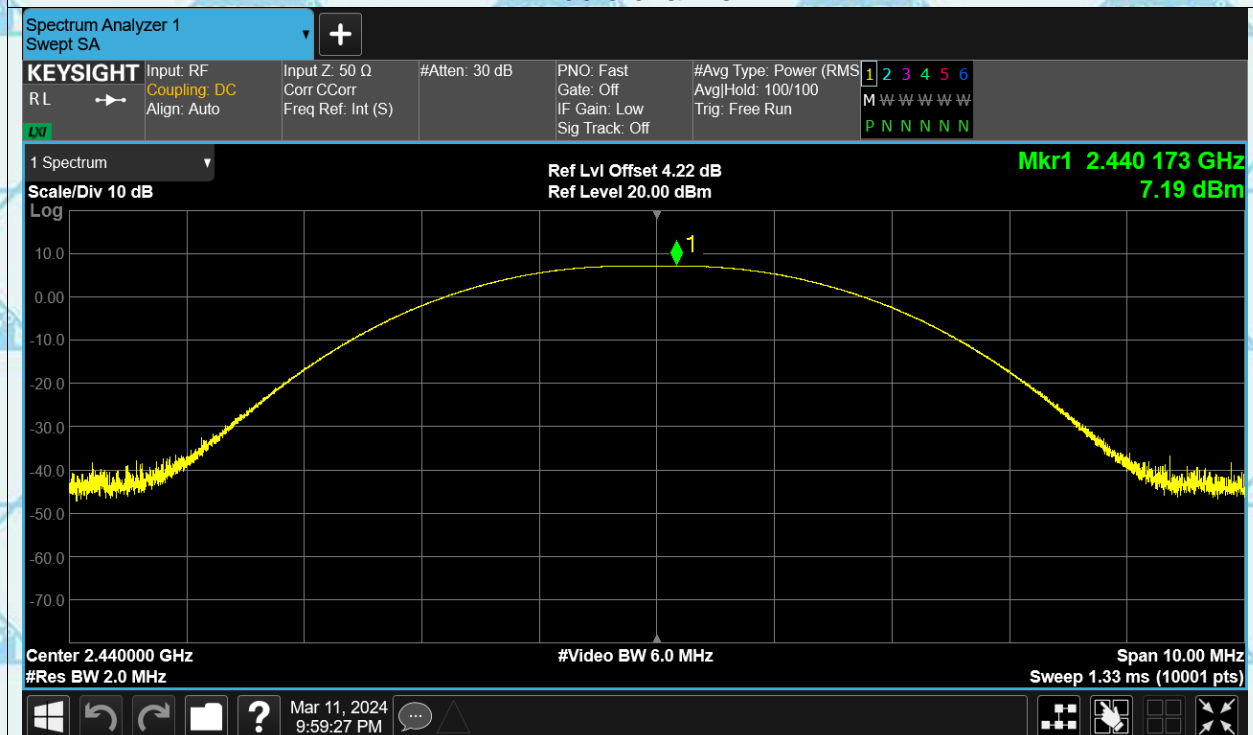 Spectrum Analyzer 1
Swept SA
+
KEYSIGHT
R L
LXI
Input: RF
Coupling: DC
Align: Auto
Input Z: 50 Ω
Corr CCorr
Freq Ref: Int (S)
#Atten: 30 dB
PNO: Fast
Gate: Off
IF Gain: Low
Sig Track: Off
#Avg Type: Power (RMS
Avg|Hold: 100/100
Trig: Free Run
1 2 3 4 5 6
M W W W W W
P N N N N N
1 Spectrum
Scale/Div 10 dB
Log
Ref Lvl Offset 4.22 dB
Ref Level 20.00 dBm
Mkr1 2.440 173 GHz
7.19 dBm
1
10.0
0.00
-10.0
-20.0
-30.0
-40.0
-50.0
-60.0
-70.0
Center 2.440000 GHz
#Res BW 2.0 MHz
#Video BW 6.0 MHz
Span 10.00 MHz
Sweep 1.33 ms (10001 pts)
?
Mar 11, 2024
9:59:27 PM